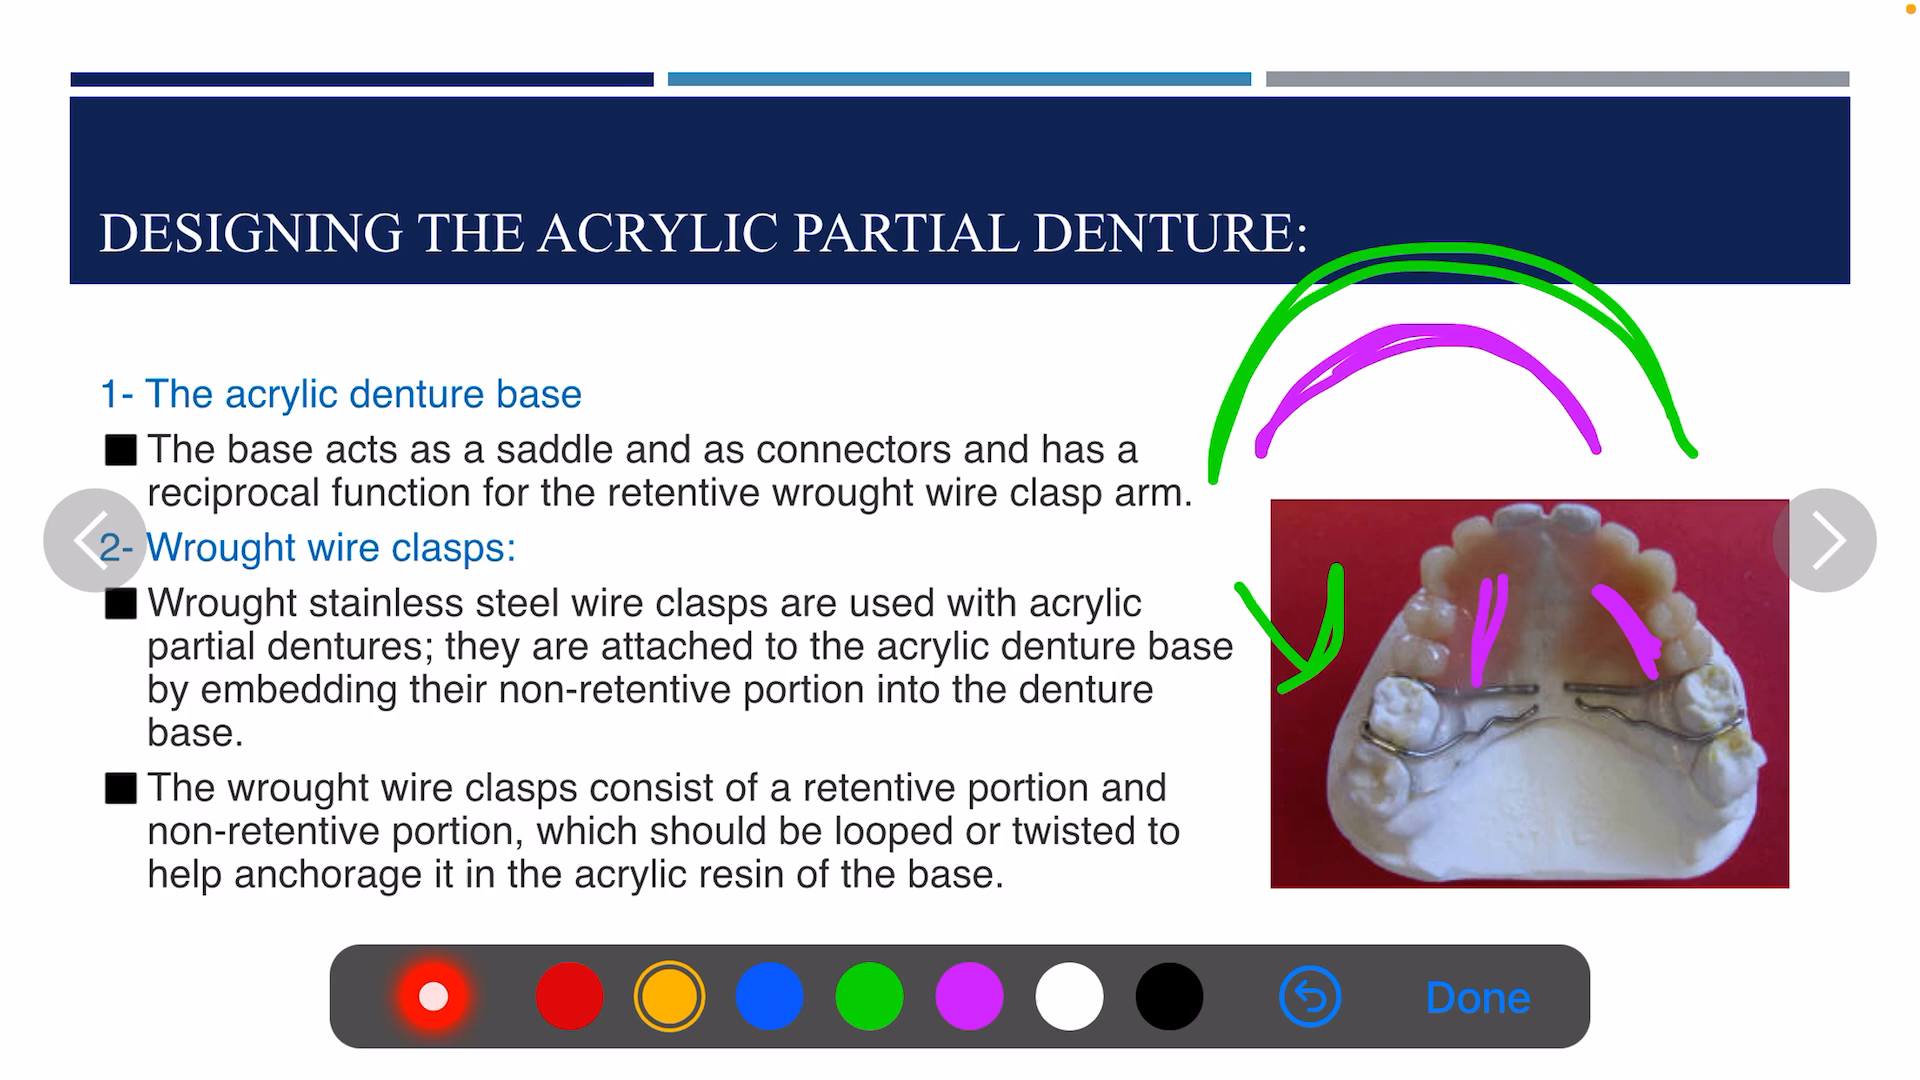 DESIGNING THE ACRYLIC PARTIAL DENTURE:
1- The acrylic denture base
■ The base acts as a saddle and as connectors and has a
reciprocal function for the retentive wrought wire clasp arm.
2- Wrought wire clasps:
■ Wrought stainless steel wire clasps are used with acrylic
partial dentures; they are attached to the acrylic denture base
by embedding their non-retentive portion into the denture
base.
■ The wrought wire clasps consist of a retentive portion and
non-retentive portion, which should be looped or twisted to
help anchorage it in the acrylic resin of the base.
Done